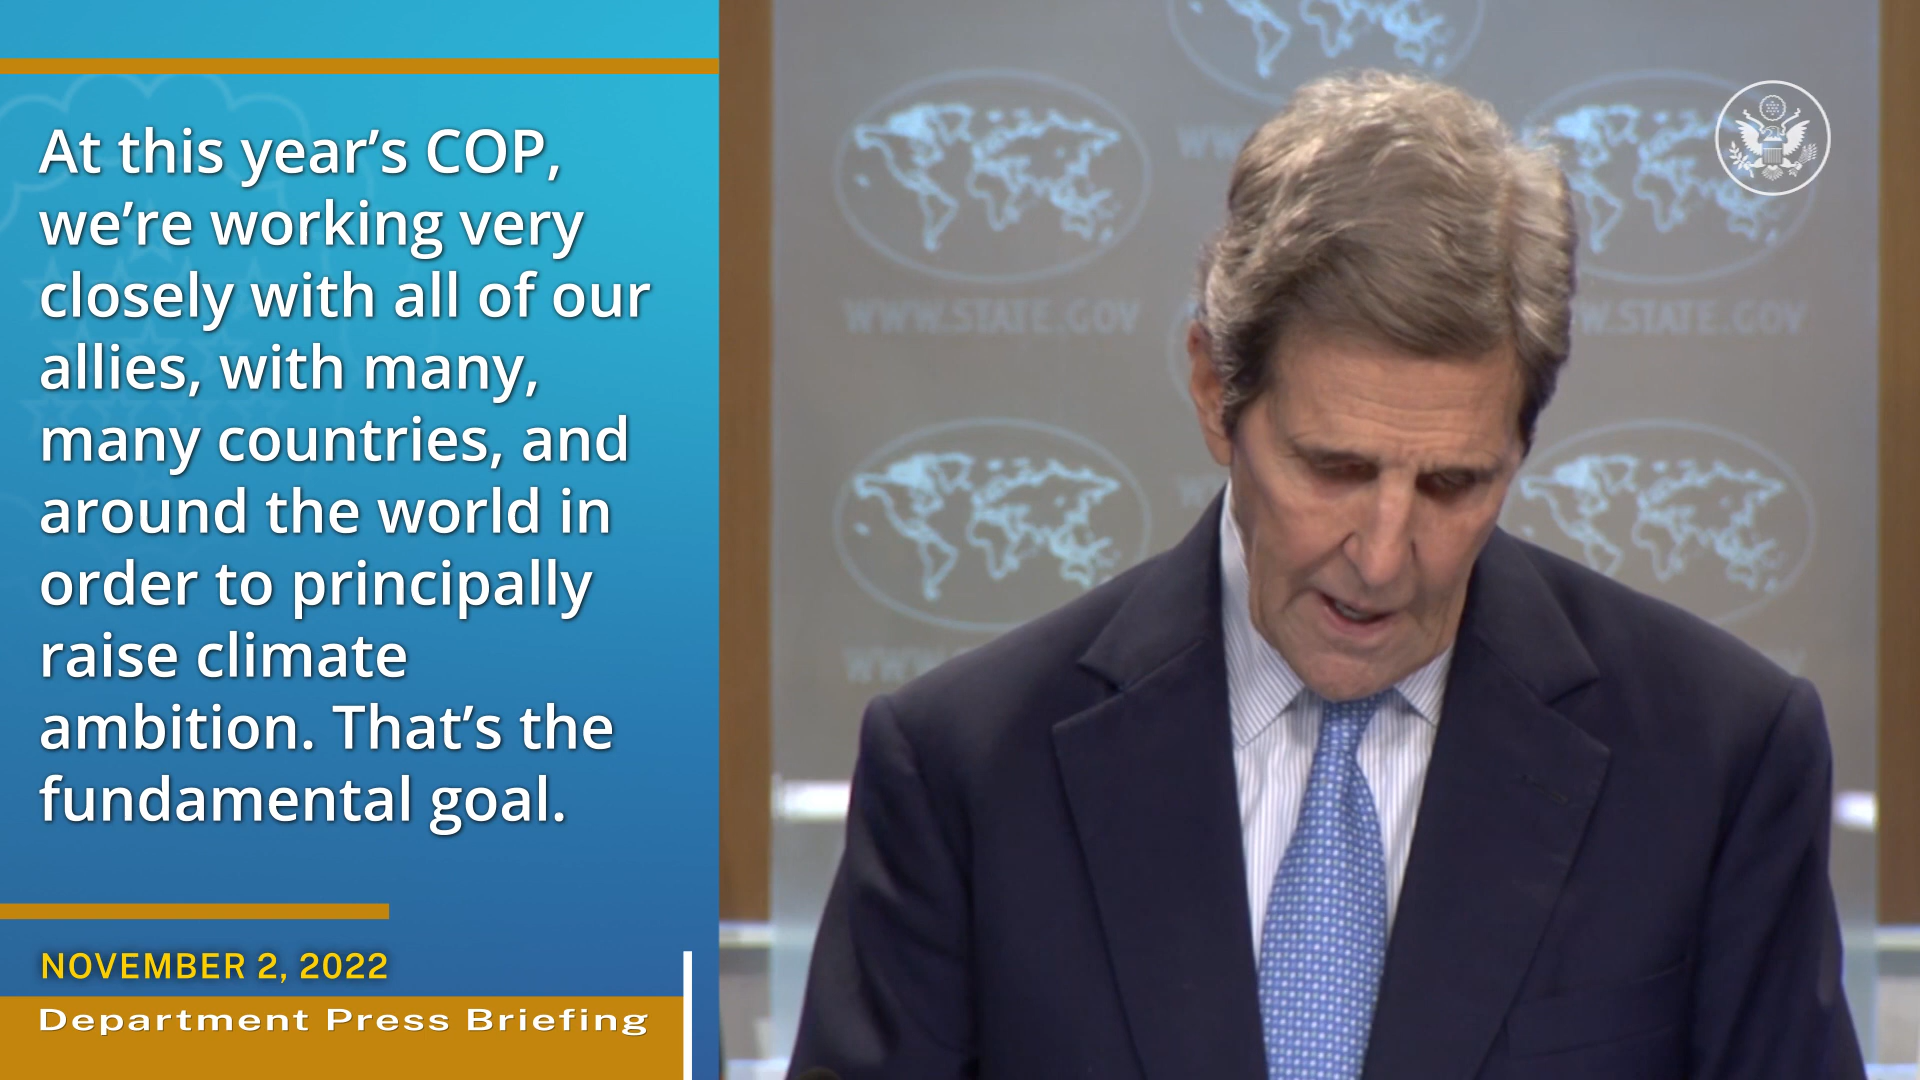 At this year’s COP,
we’re working very
closely with all of our
allies, with many,
many countries, and
around the world in
order to principally
raise climate
ambition. That’s the
fundamental goal.
NOVEMBER 2, 2022
Department Press Briefing
WWW.STATE.GOV
WWW.STATE.GOV